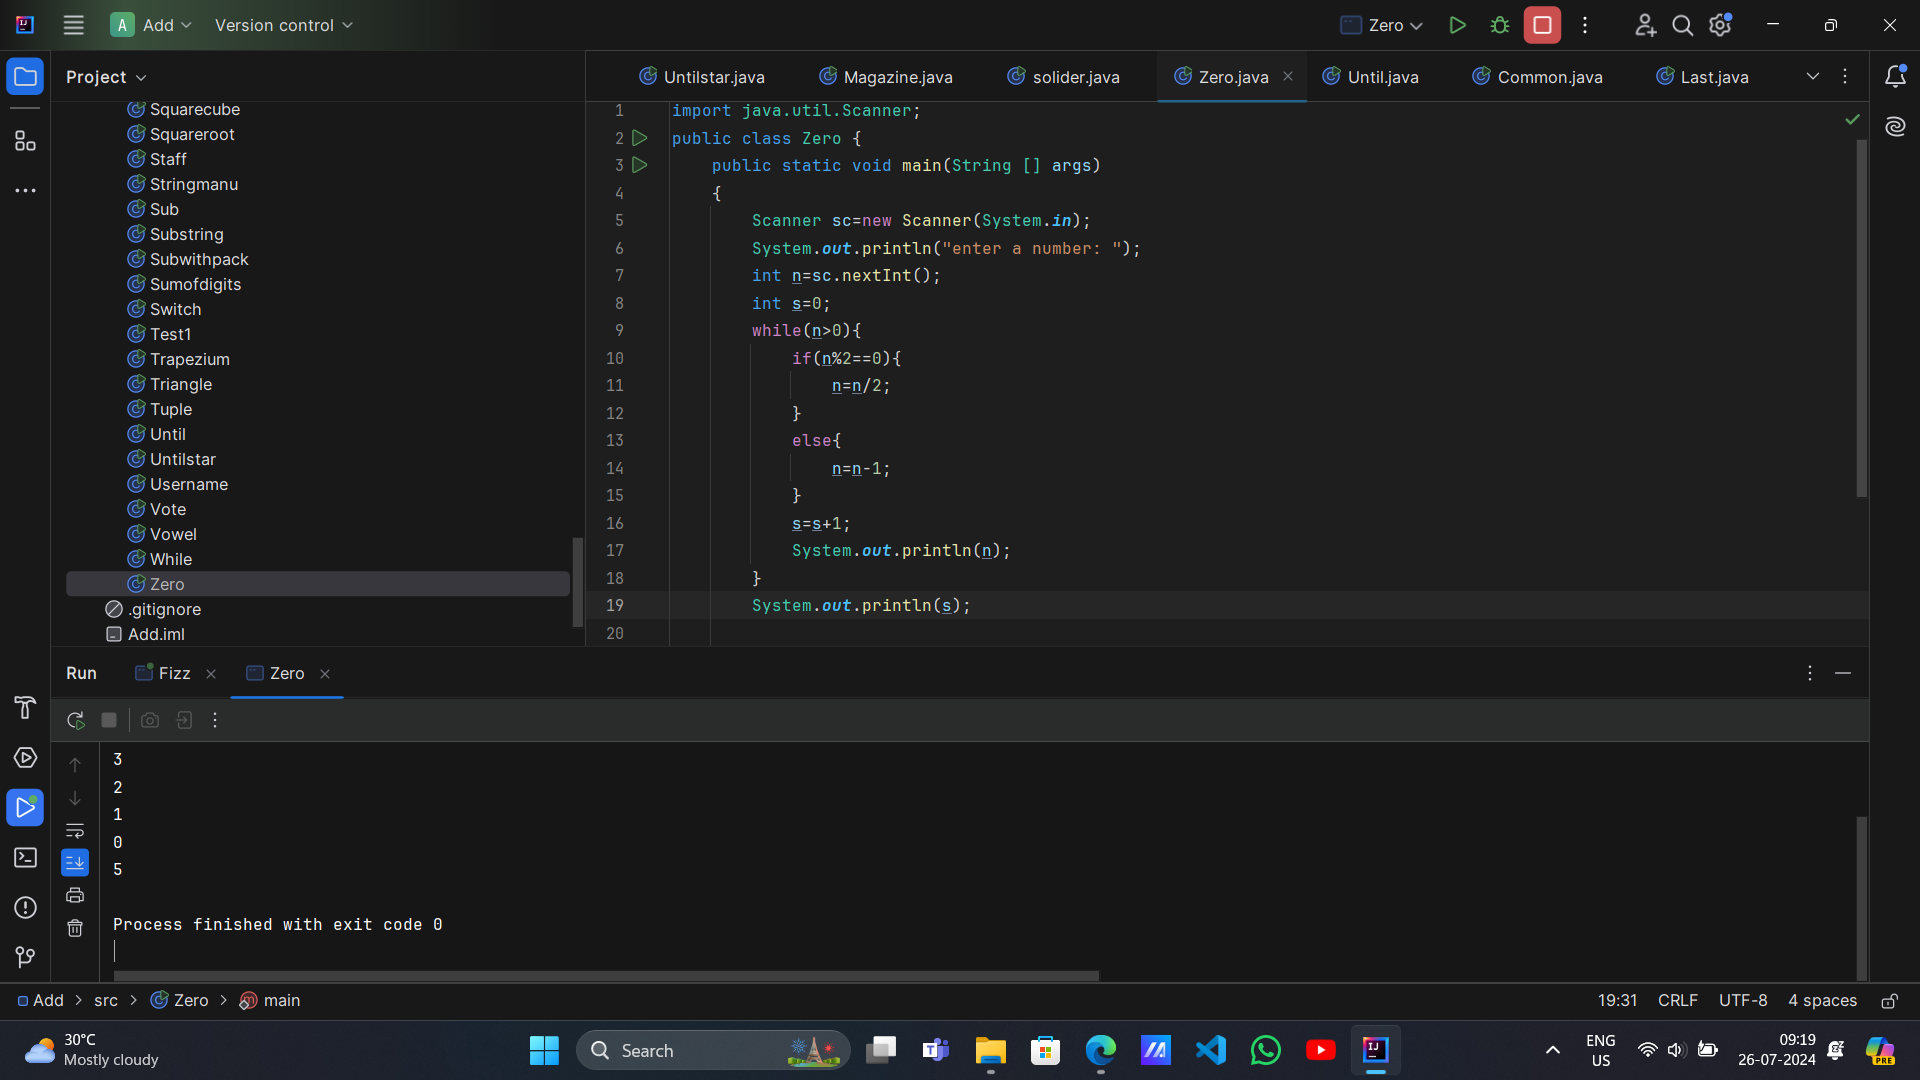 A Add Version control Zero
Project
Squarecube
Squareroot
Staff
Stringmanu
Sub
Substring
Subwithpack
Sumofdigits
Switch
Test1
Trapezium
Triangle
Tuple
Until
Untilstar
Username
Vote
Vowel
While
Zero
.gitignore
Add.iml
Untilstar.java Magazine.java solider.java Zero.java Until.java Common.java Last.java
1 import java.util.Scanner;
2 public class Zero {
3 public static void main(String [] args)
4 {
5 Scanner sc=new Scanner(System.in);
6 System.out.println("enter a number: ");
7 int n=sc.nextInt();
8 int s=0;
9 while(n>0){
10 if(n%2==0){
11 n=n/2;
12 }
13 else{
14 n=n-1;
15 }
16 s=s+1;
17 System.out.println(n);
18 }
19 System.out.println(s);
20
Run Fizz Zero
3
2
1
0
5
Process finished with exit code 0
Add > src > Zero > main 19:31 CRLF UTF-8 4 spaces
30°C
Mostly cloudy
Search
ENG
US
09:19
26-07-2024
PRE